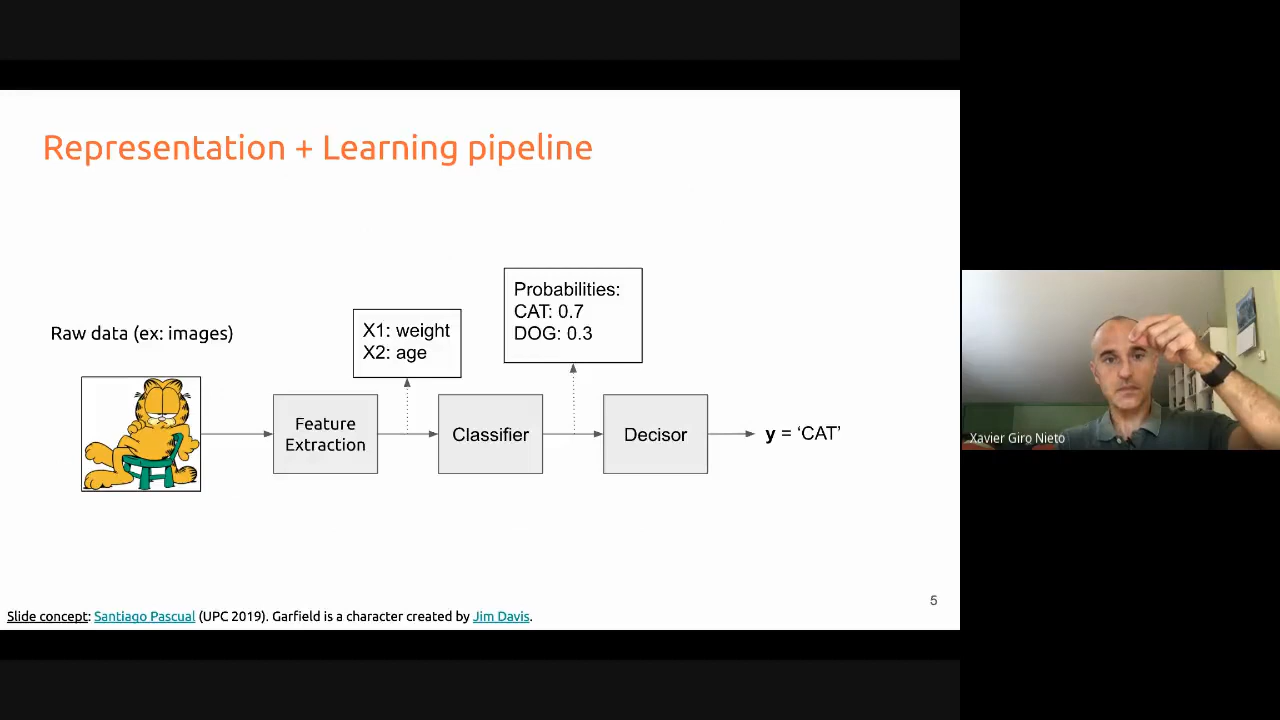 Representation + Learning pipeline
Raw data (ex: images)
X1: weight
X2: age
Probabilities:
CAT: 0.7
DOG: 0.3
Feature
Extraction
Classifier
Decisor
y = ‘CAT’
Xavier Giro Nieto
5
Slide concept: Santiago Pascual (UPC 2019). Garfield is a character created by Jim Davis.